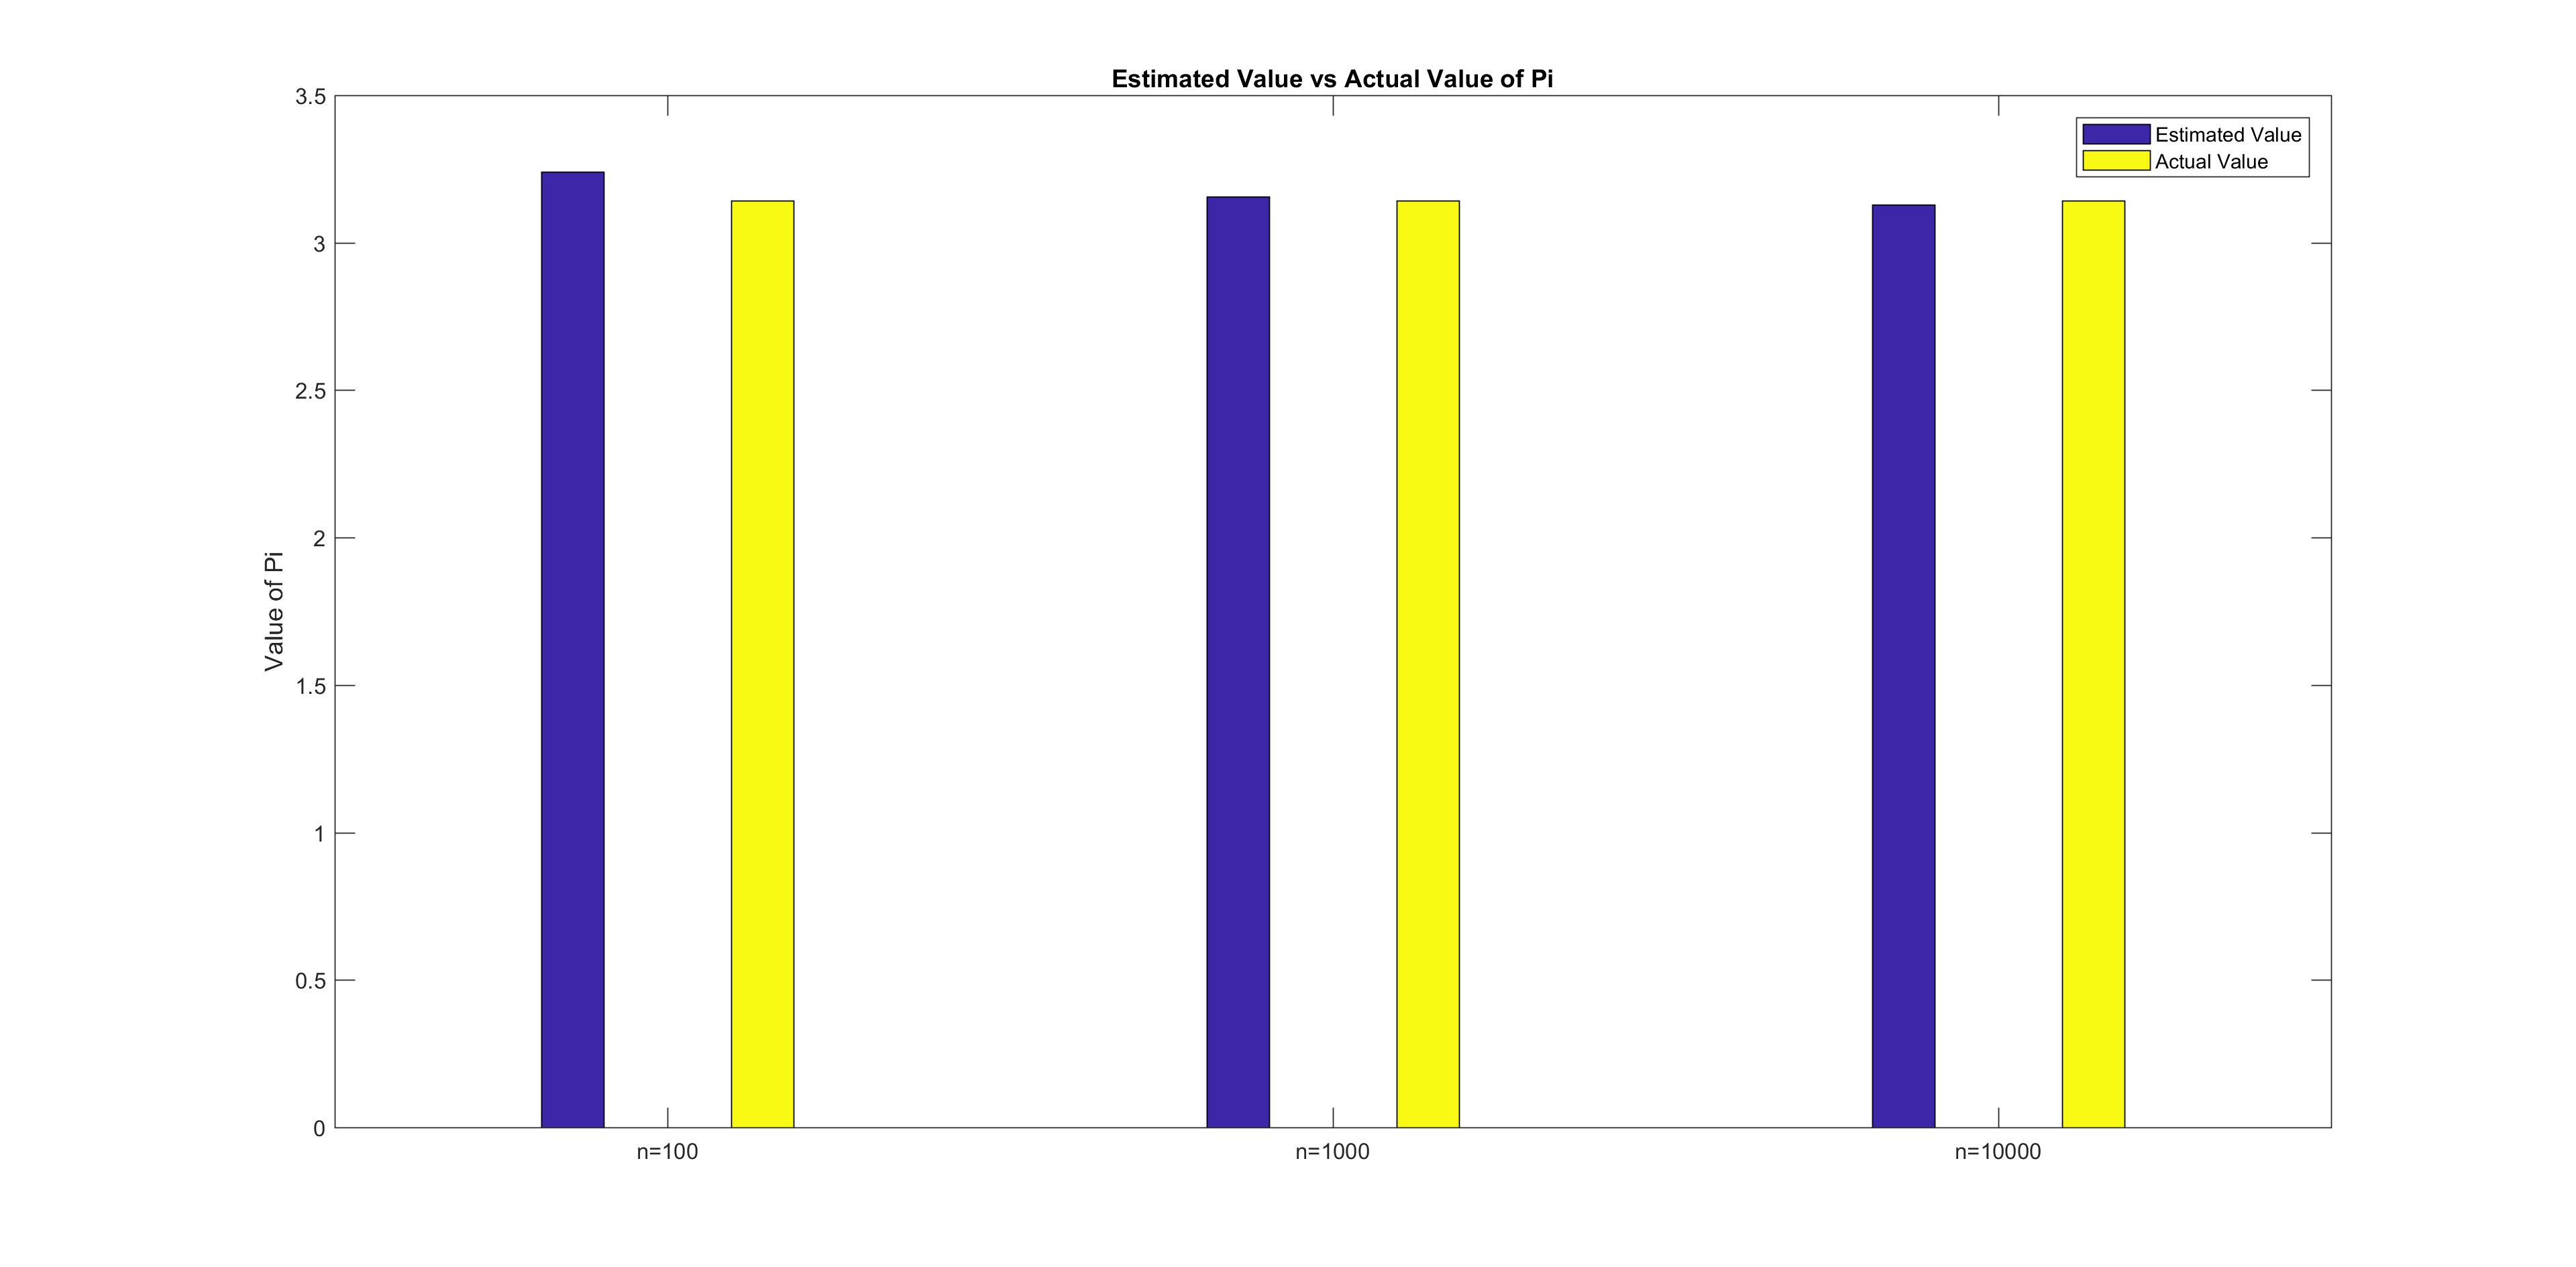 Estimated Value vs Actual Value of Pi
3.5
Estimated Value
Actual Value
3
2.5
2
Value of Pi
1.5
1
0.5
0
n=100
n=1000
n=10000